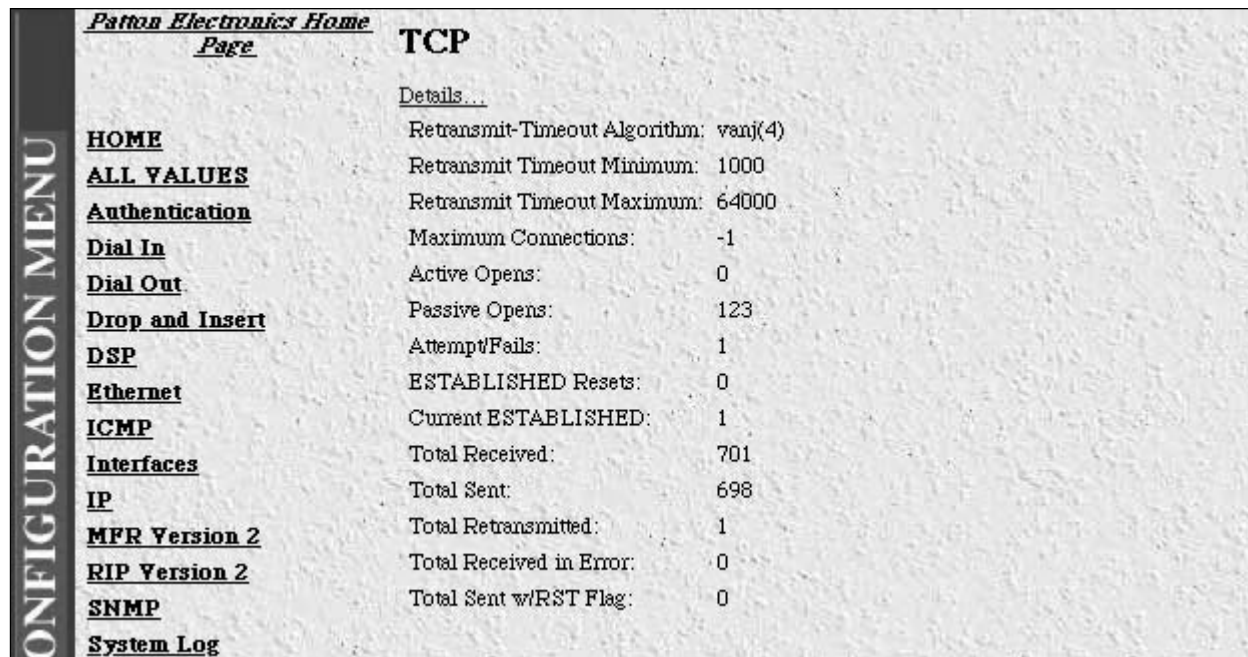 Patton Electronics Home
Page
TCP
Details...
ONFIGURATION MENU
HOME
ALL VALUES
Authentication
Dial In
Dial Out
Drop and Insert
DSP
Ethernet
ICMP
Interfaces
IP
MFR Version 2
RIP Version 2
SNMP
System Log
Retransmit-Timeout Algorithm: vanj(4)
Retransmit Timeout Minimum: 1000
Retransmit Timeout Maximum: 64000
Maximum Connections: -1
Active Opens: 0
Passive Opens: 123
Attempt/Fails: 1
ESTABLISHED Resets: 0
Current ESTABLISHED: 1
Total Received: 701
Total Sent: 698
Total Retransmitted: 1
Total Received in Error: 0
Total Sent w/RST Flag: 0